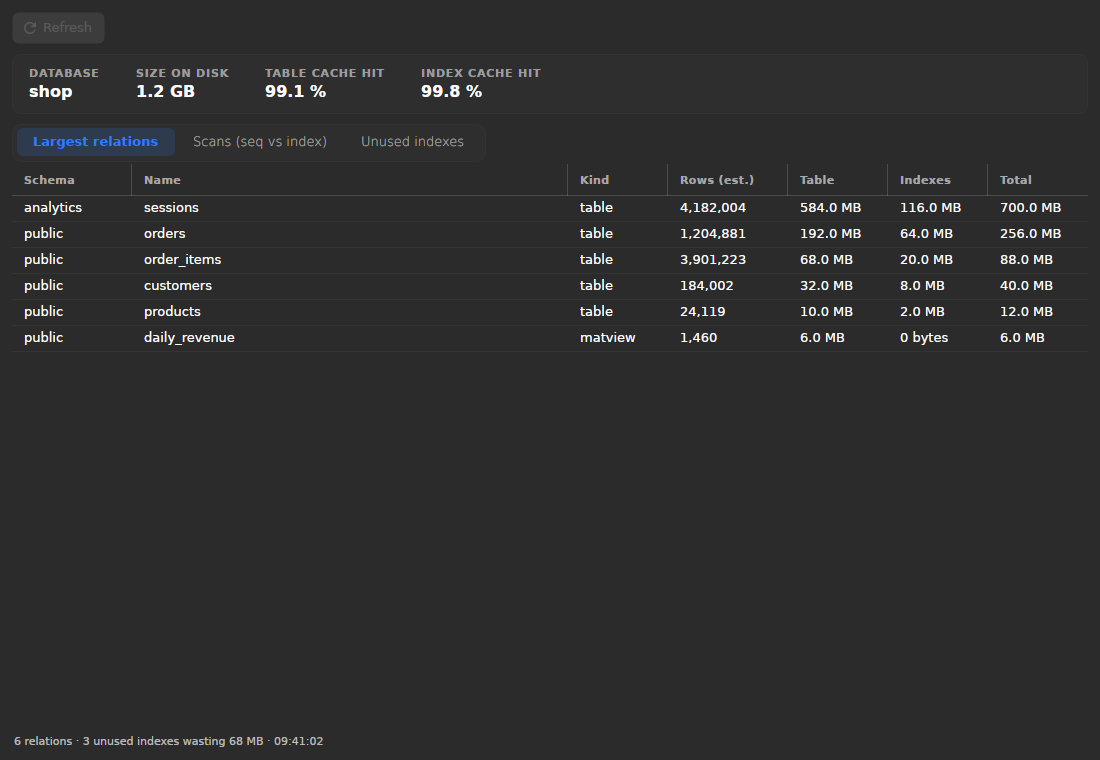 Refresh
DATABASE SIZE ON DISK TABLE CACHE HIT INDEX CACHE HIT
shop 1.2 GB 99.1 % 99.8 %
Largest relations Scans (seq vs index) Unused indexes
Schema Name Kind Rows (est.) Table Indexes Total
analytics sessions table 4,182,004 584.0 MB 116.0 MB 700.0 MB
public orders table 1,204,881 192.0 MB 64.0 MB 256.0 MB
public order_items table 3,901,223 68.0 MB 20.0 MB 88.0 MB
public customers table 184,002 32.0 MB 8.0 MB 40.0 MB
public products table 24,119 10.0 MB 2.0 MB 12.0 MB
public daily_revenue matview 1,460 6.0 MB 0 bytes 6.0 MB
6 relations · 3 unused indexes wasting 68 MB · 09:41:02